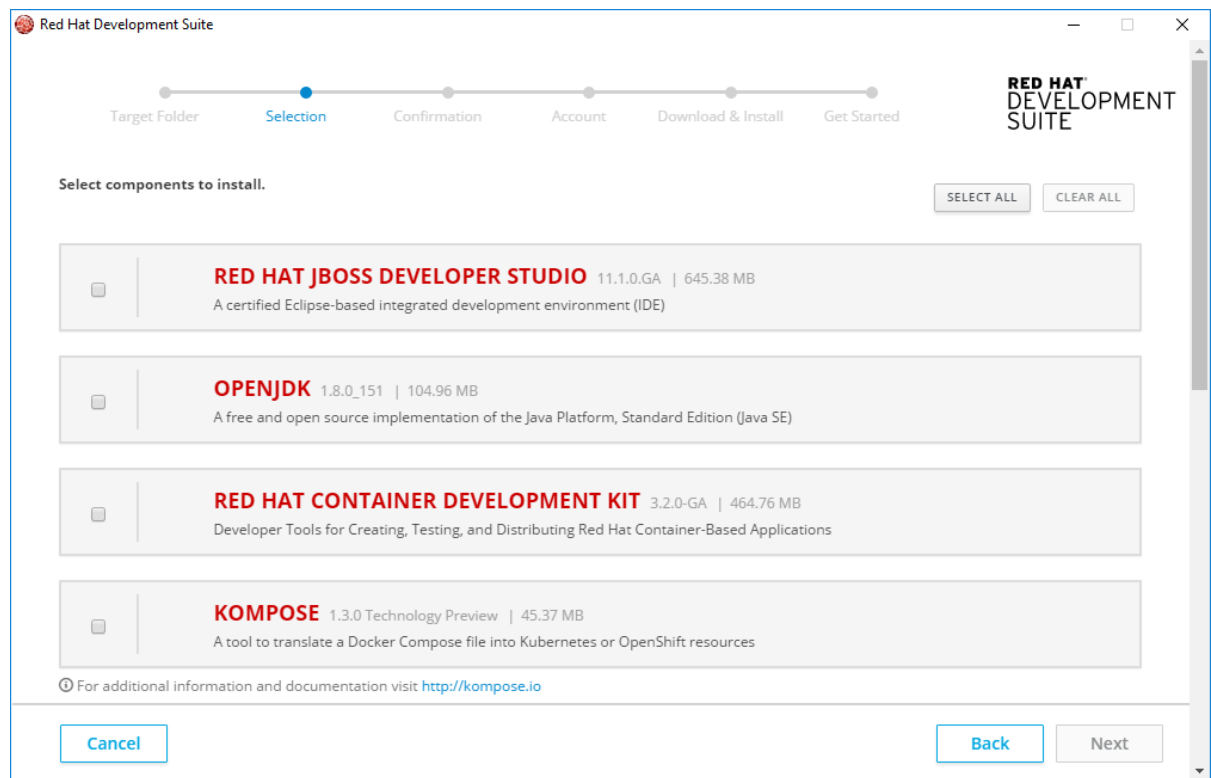 Red Hat Development Suite
Target Folder
Selection
Confirmation
Account
Download & Install
Get Started
RED HAT®
DEVELOPMENT
SUITE
Select components to install.
SELECT ALL
CLEAR ALL
RED HAT JBOSS DEVELOPER STUDIO 11.1.0.GA | 645.38 MB
A certified Eclipse-based integrated development environment (IDE)
OPENJDK 1.8.0_151 | 104.96 MB
A free and open source implementation of the Java Platform, Standard Edition (Java SE)
RED HAT CONTAINER DEVELOPMENT KIT 3.2.0-GA | 464.76 MB
Developer Tools for Creating, Testing, and Distributing Red Hat Container-Based Applications
KOMPOSE 1.3.0 Technology Preview | 45.37 MB
A tool to translate a Docker Compose file into Kubernetes or OpenShift resources
For additional information and documentation visit http://kompose.io
Cancel
Back
Next